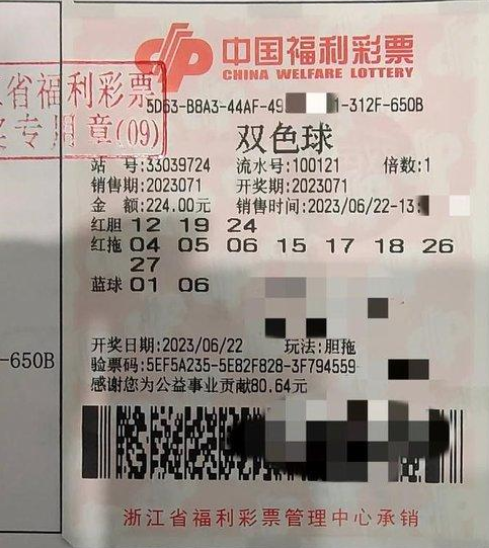 中国福利彩票
CHINA WELFARE LOTTERY
省福利彩票
专用章(09)
5D63-B8A3-44AF-49 1-312F-650B
双色球
站 号:33039724 流水号:100121 倍数:1
销售期:2023071 开奖期:2023071
金 额:224.00元 销售时间:2023/06/22-13:
红胆 12 19 24
红拖 04 05 06 15 17 18 26
27
蓝球 01 06
开奖日期:2023/06/22 玩法:胆拖
-650B
验票码:5EF5A235-5E82F828-3F794559-
感谢您为公益事业贡献80.64元
浙江省福利彩票管理中心承销